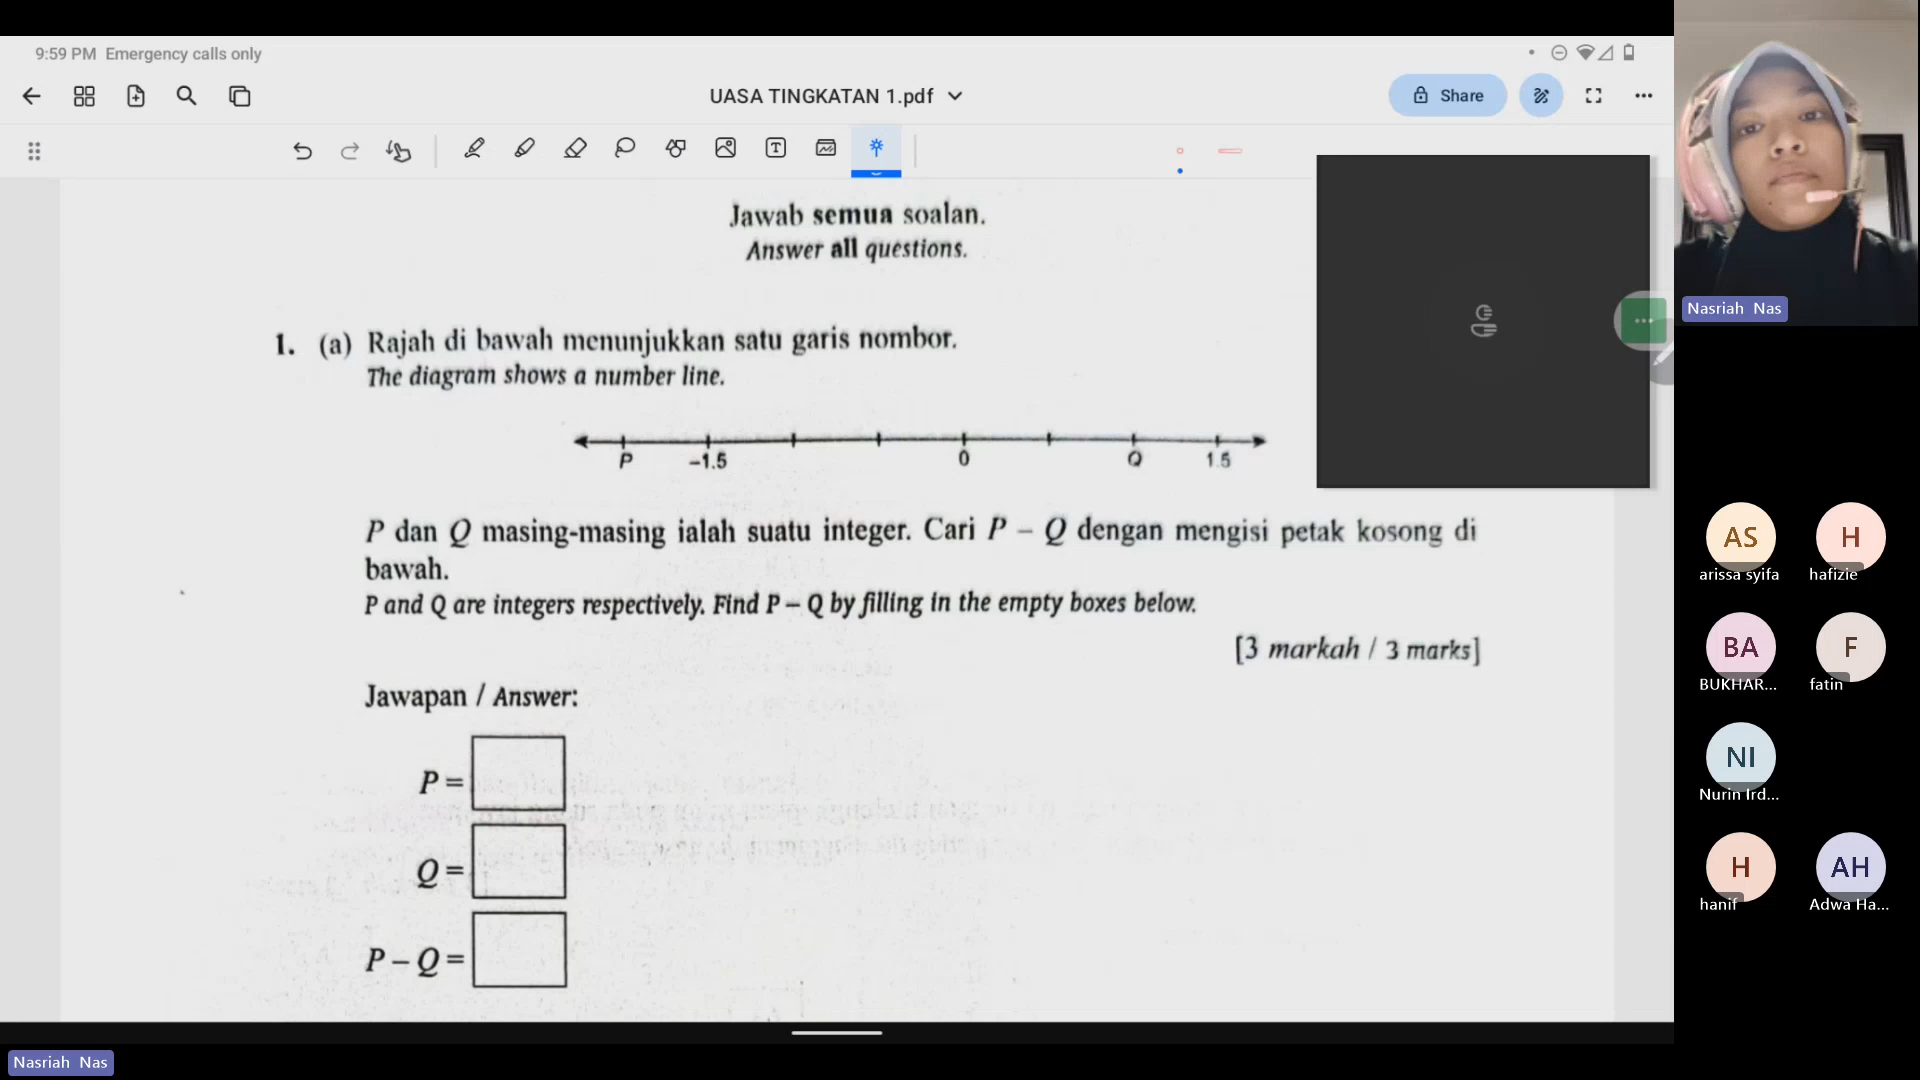 9:59 PM Emergency calls only
UASA TINGKATAN 1.pdf
Share
Jawab semua soalan.
Answer all questions.
1. (a) Rajah di bawah menunjukkan satu garis nombor.
The diagram shows a number line.
P -1.5 0 Q 1.5
P dan Q masing-masing ialah suatu integer. Cari P – Q dengan mengisi petak kosong di
bawah.
P and Q are integers respectively. Find P – Q by filling in the empty boxes below.
[3 markah / 3 marks]
Jawapan / Answer:
P =
Q =
P – Q =
Nasriah Nas
AS
arissa syifa
H
hafizie
BA
BUKHAR...
F
fatin
NI
Nurin Ird...
H
hanif
AH
Adwa Ha...
Nasriah Nas